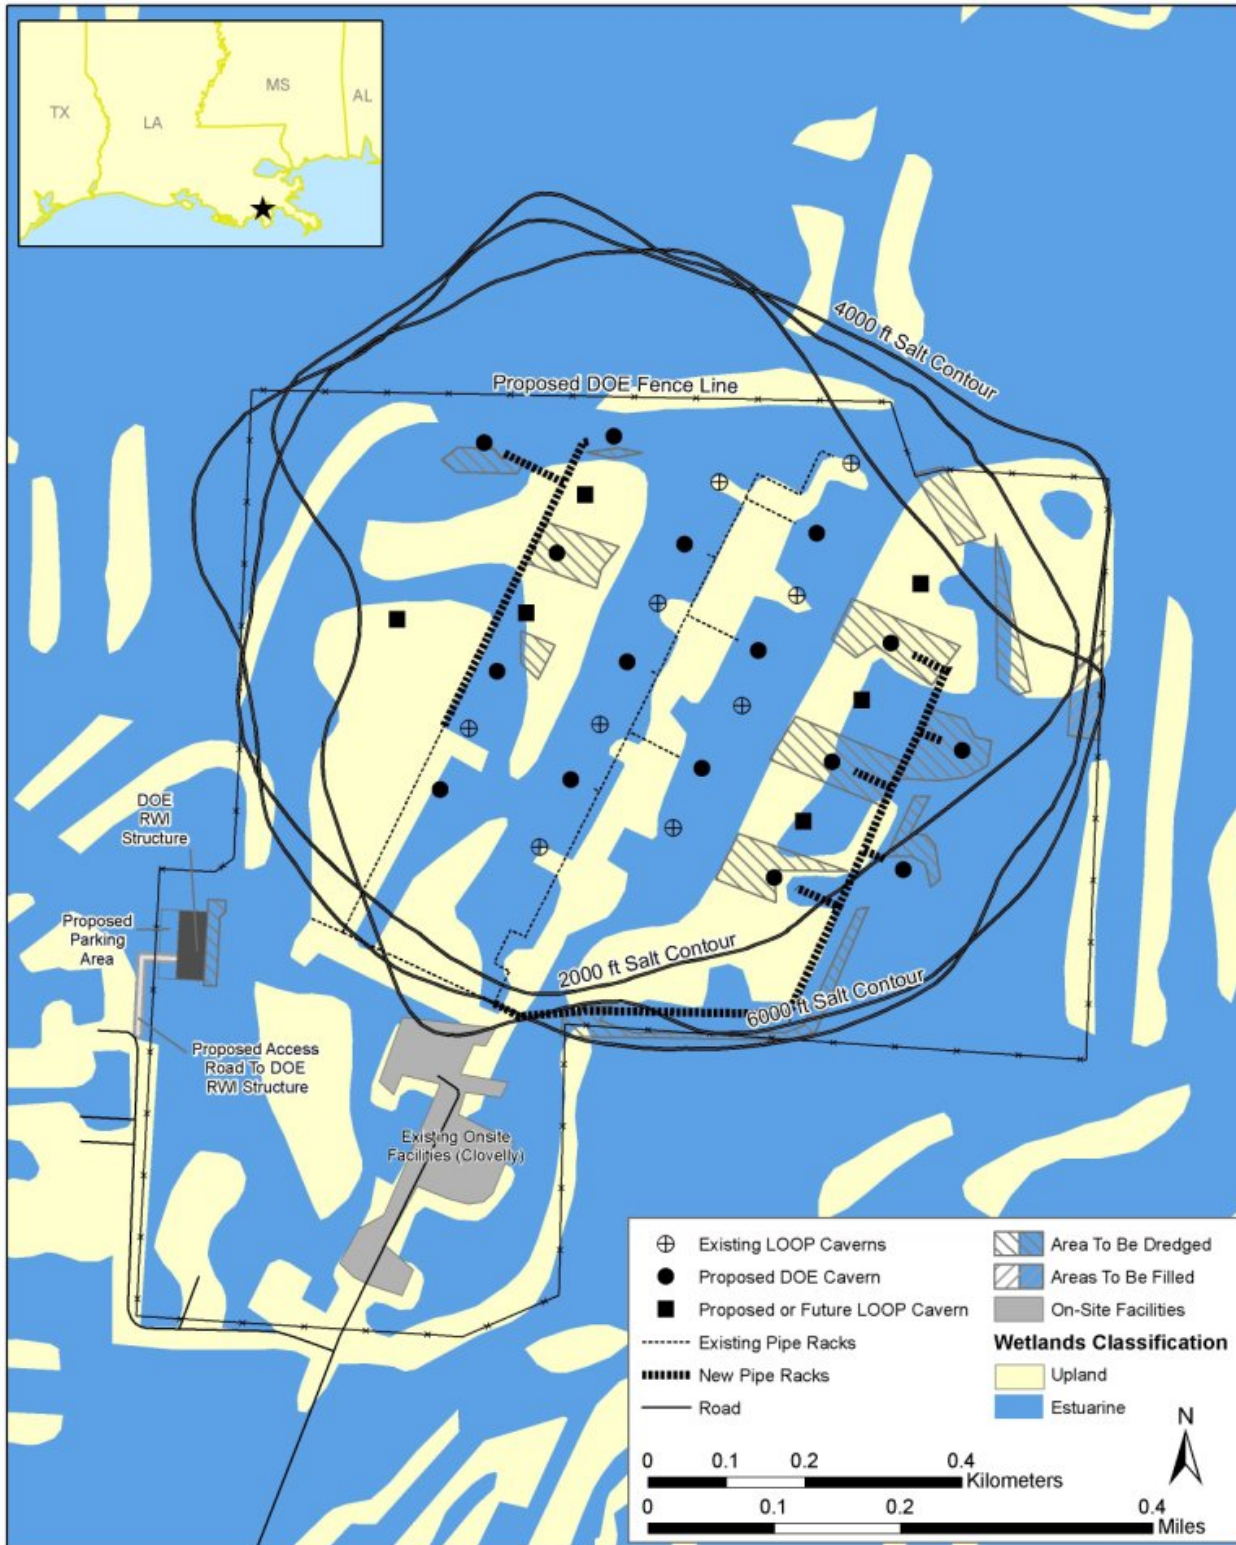 TX
LA
MS
AL
4000 ft Salt Contour
Proposed DOE Fence Line
DOE
RWI
Structure
Proposed
Parking
Area
2000 ft Salt Contour
6000 ft Salt Contour
Proposed Access
Road To DOE
RWI Structure
Existing Onsite
Facilities (Clovelly)
Existing LOOP Caverns
Proposed DOE Cavern
Proposed or Future LOOP Cavern
Existing Pipe Racks
New Pipe Racks
Road
Area To Be Dredged
Areas To Be Filled
On-Site Facilities
Wetlands Classification
Upland
Estuarine
N
0 0.1 0.2 0.4
Kilometers
0 0.1 0.2 0.4
Miles